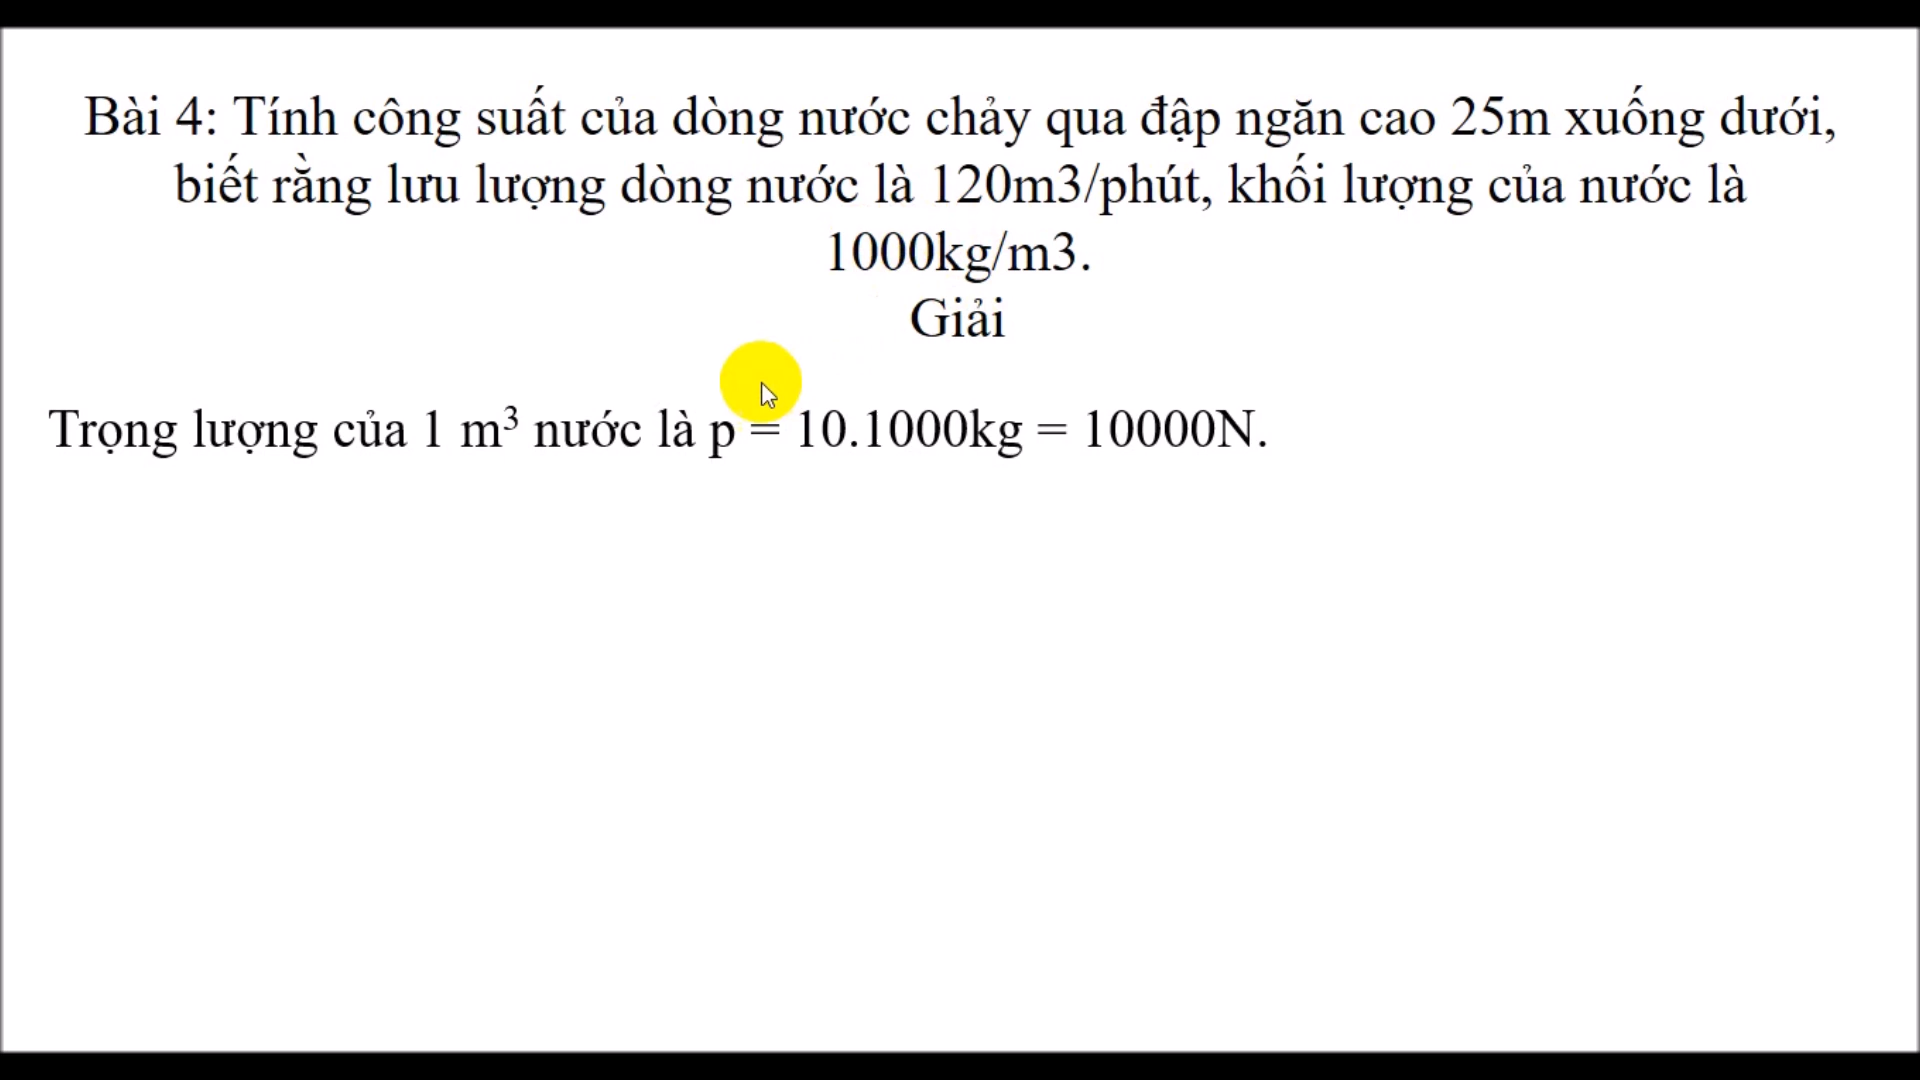 Bài 4: Tính công suất của dòng nước chảy qua đập ngăn cao 25m xuống dưới,
biết rằng lưu lượng dòng nước là 120m3/phút, khối lượng của nước là
1000kg/m3.
Giải
Trọng lượng của 1 m³ nước là p = 10.1000kg = 10000N.